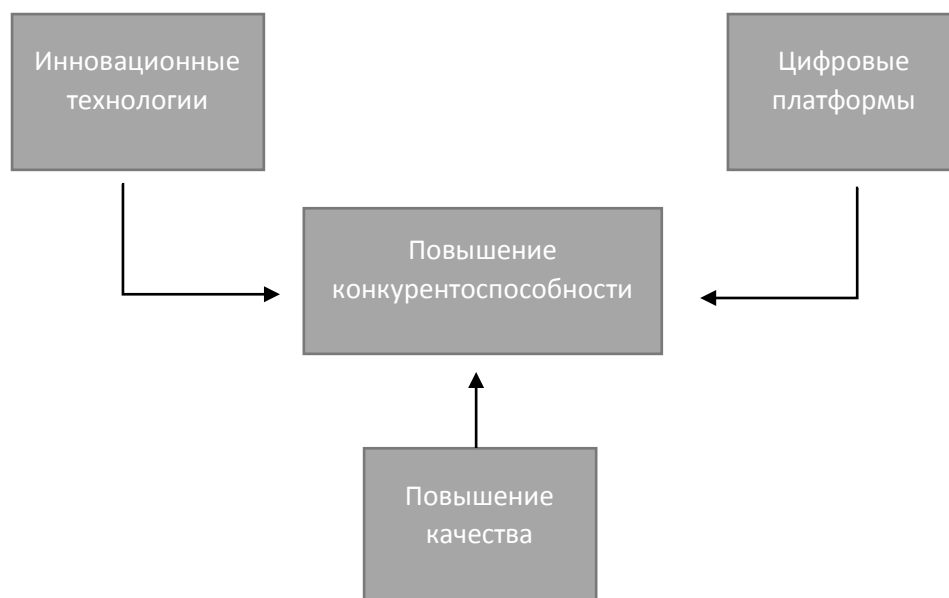 Инновационные
технологии
Цифровые
платформы
Повышение
конкурентоспособности
Повышение
качества